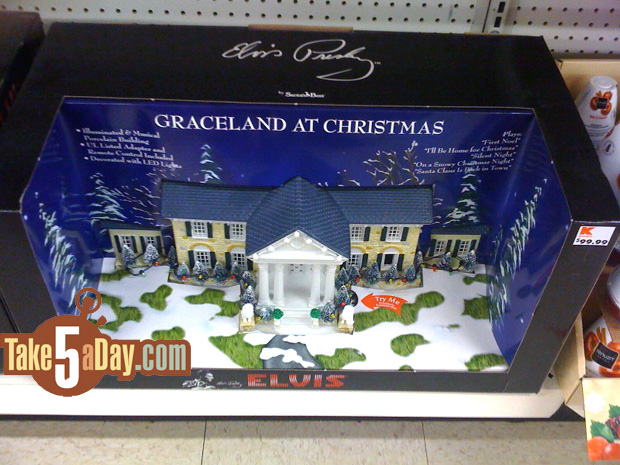 Elvis Presley™
GRACELAND AT CHRISTMAS
• Illuminated & Musical
Porcelain Building
• UL Listed Adapter and
Remote Control Included
• Decorated with LED Lights
Plays:
"First Noel"
"I'll Be Home for Christmas"
"Silent Night"
"On a Snowy Christmas Night"
"Santa Claus Is Back in Town"
K
$99.99
Try Me
Take5aDay.com
ELVIS